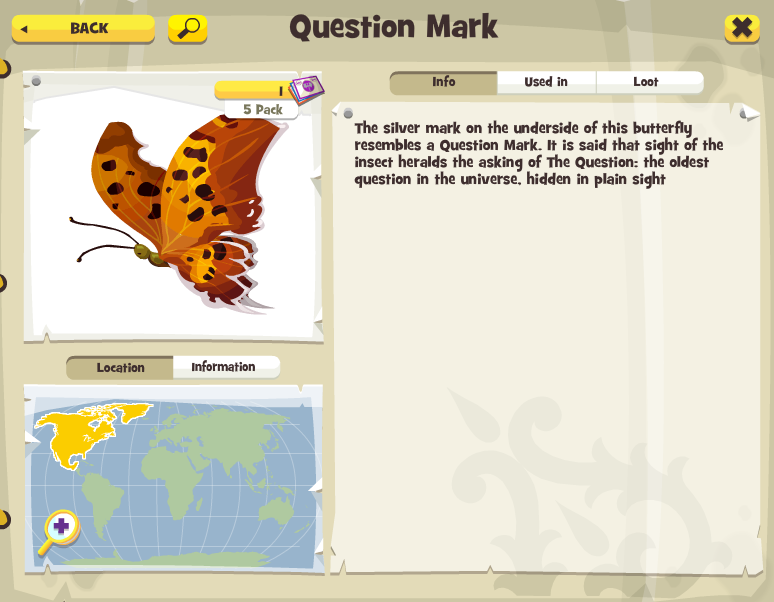 BACK
Question Mark
1
5 Pack
Info
Used in
Loot
The silver mark on the underside of this butterfly
resembles a Question Mark. It is said that sight of the
insect heralds the asking of The Question: the oldest
question in the universe, hidden in plain sight
Location
Information